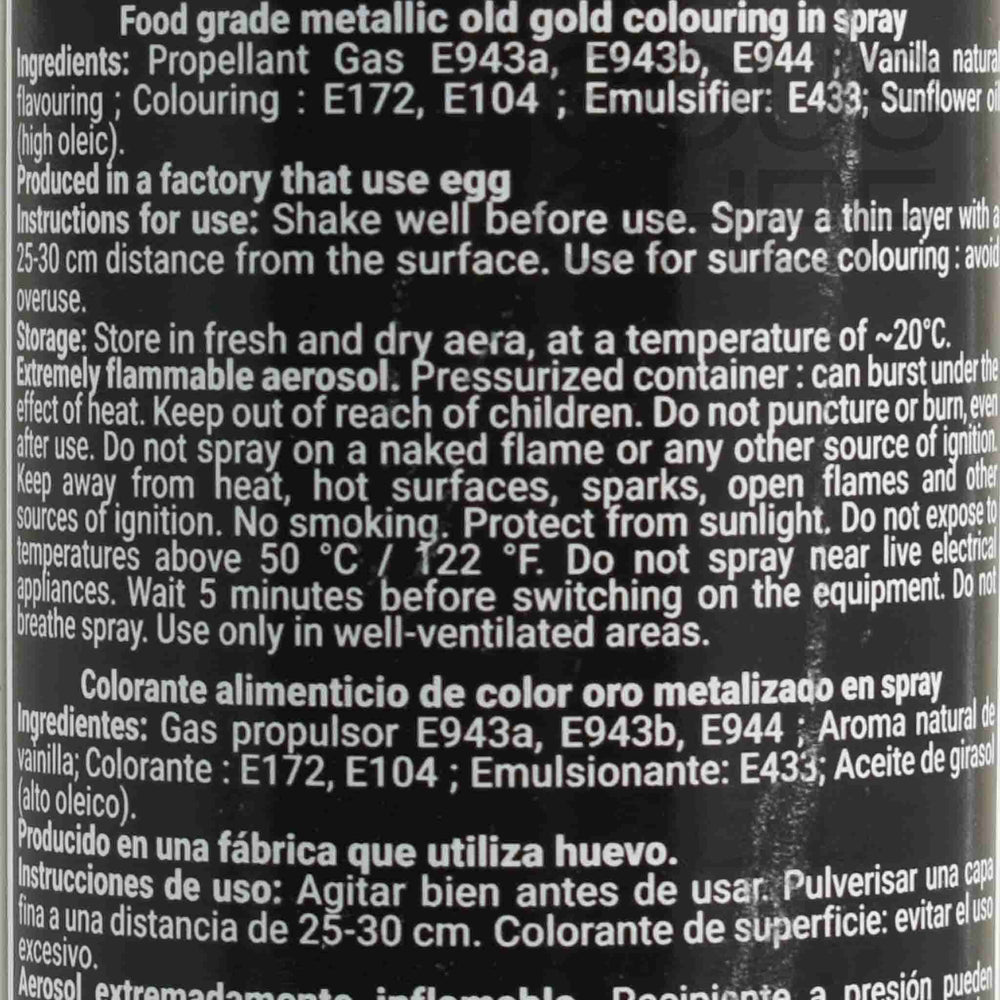 Food grade metallic old gold colouring in spray
Ingredients: Propellant Gas E943a, E943b, E944 ; Vanilla natural
flavouring ; Colouring : E172, E104 ; Emulsifier: E433; Sunflower oil
(high oleic).
Produced in a factory that use egg
Instructions for use: Shake well before use. Spray a thin layer with a
25-30 cm distance from the surface. Use for surface colouring : avoid
overuse.
Storage: Store in fresh and dry aera, at a temperature of ~20°C.
Extremely flammable aerosol. Pressurized container : can burst under the
effect of heat. Keep out of reach of children. Do not puncture or burn, even
after use. Do not spray on a naked flame or any other source of ignition.
Keep away from heat, hot surfaces, sparks, open flames and other
sources of ignition. No smoking. Protect from sunlight. Do not expose to
temperatures above 50 °C / 122 °F. Do not spray near live electrical
appliances. Wait 5 minutes before switching on the equipment. Do not
breathe spray. Use only in well-ventilated areas.
Colorante alimenticio de color oro metalizado en spray
Ingredientes: Gas propulsor E943a, E943b, E944 ; Aroma natural de
vainilla; Colorante : E172, E104 ; Emulsionante: E433; Aceite de girasol
(alto oleico).
Producido en una fábrica que utiliza huevo.
Instrucciones de uso: Agitar bien antes de usar. Pulverisar una capa
fina a una distancia de 25-30 cm. Colorante de superficie: evitar el uso
excesivo.
Aerosol extremadamente inflamable. Recipiente a presión pueden